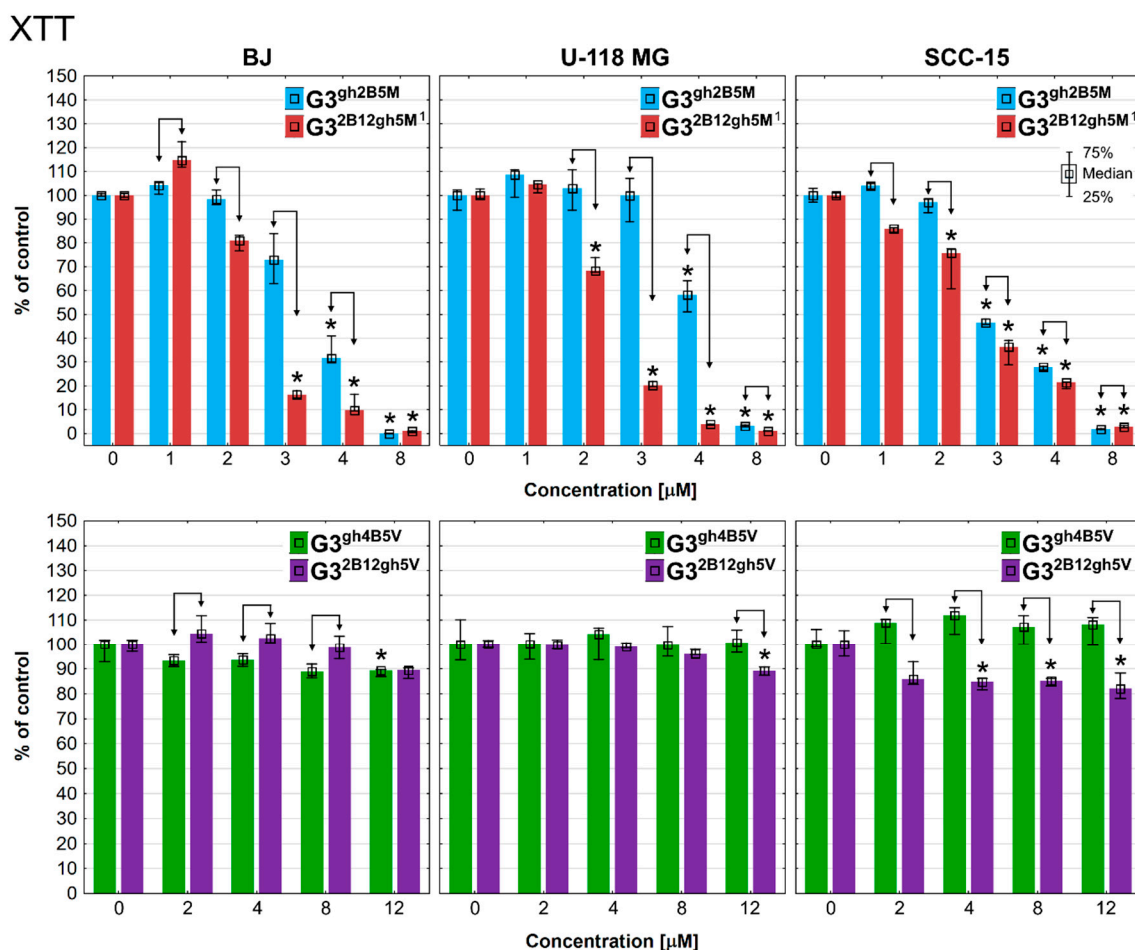 XTT
BJ
U-118 MG
SCC-15
150
140
130
120
110
100
90
80
70
60
50
40
30
20
10
0
% of control
G3gh2B5M
G32B12gh5M1
G3gh2B5M
G32B12gh5M1
G3gh2B5M
G32B12gh5M1
75%
Median
25%
* * * * *
* * * * * *
* * * * * * * *
0 1 2 3 4 8
0 1 2 3 4 8
0 1 2 3 4 8
Concentration [μM]
150
140
130
120
110
100
90
80
70
60
50
40
30
20
10
0
% of control
G3gh4B5V
G32B12gh5V
G3gh4B5V
G32B12gh5V
G3gh4B5V
G32B12gh5V
*
*
* * *
0 2 4 8 12
0 2 4 8 12
0 2 4 8 12
Concentration [μM]